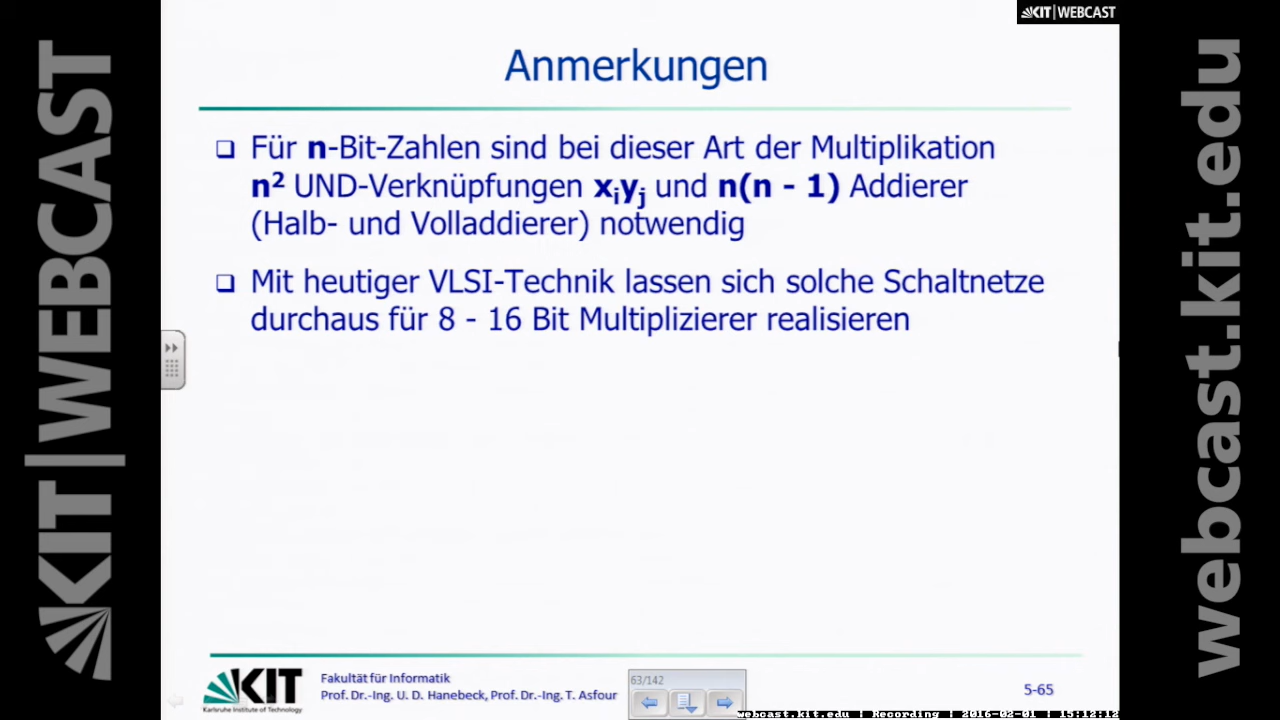 KIT|WEBCAST
KIT|WEBCAST
webcast.kit.edu
Anmerkungen
Für n-Bit-Zahlen sind bei dieser Art der Multiplikation
n² UND-Verknüpfungen xᵢyⱼ und n(n - 1) Addierer
(Halb- und Volladdierer) notwendig
Mit heutiger VLSI-Technik lassen sich solche Schaltnetze
durchaus für 8 - 16 Bit Multiplizierer realisieren
KIT
Karlsruhe Institute of Technology
Fakultät für Informatik
Prof. Dr.-Ing. U. D. Hanebeck, Prof. Dr.-Ing. T. Asfour
63/142
5-65
webcast.kit.edu | Recording | 2016-02-01 | 15:12:12